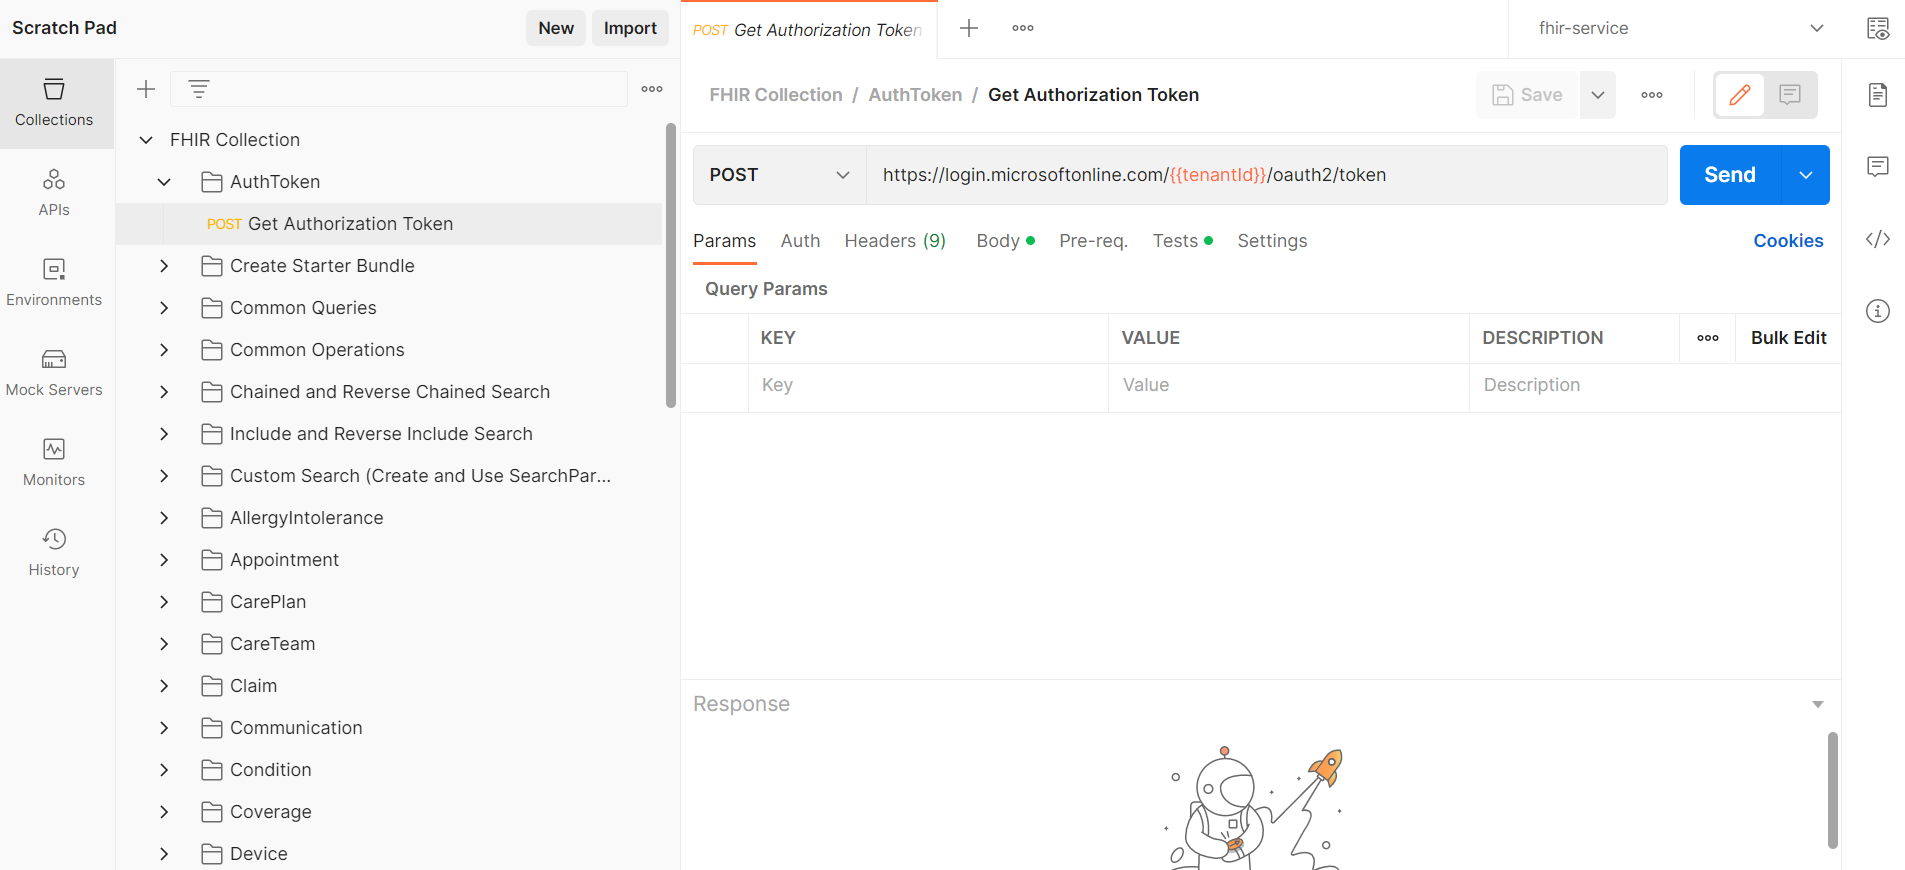 Scratch Pad
New
Import
Collections
APIs
Environments
Mock Servers
Monitors
History
FHIR Collection
AuthToken
POST Get Authorization Token
Create Starter Bundle
Common Queries
Common Operations
Chained and Reverse Chained Search
Include and Reverse Include Search
Custom Search (Create and Use SearchPar...
AllergyIntolerance
Appointment
CarePlan
CareTeam
Claim
Communication
Condition
Coverage
Device
POST Get Authorization Token
fhir-service
FHIR Collection / AuthToken / Get Authorization Token
Save
POST
https://login.microsoftonline.com/{{tenantId}}/oauth2/token
Send
Params Auth Headers (9) Body Pre-req. Tests Settings
Cookies
Query Params
KEY VALUE DESCRIPTION Bulk Edit
Key Value Description
Response